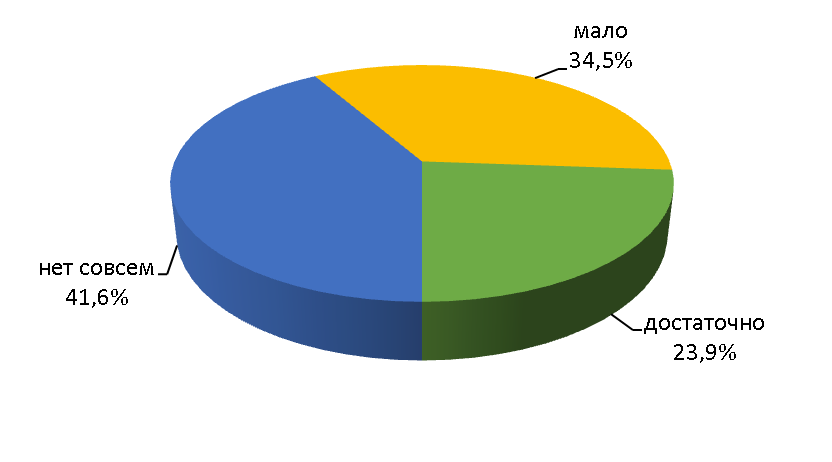 мало
34,5%
нет совсем
41,6%
достаточно
23,9%